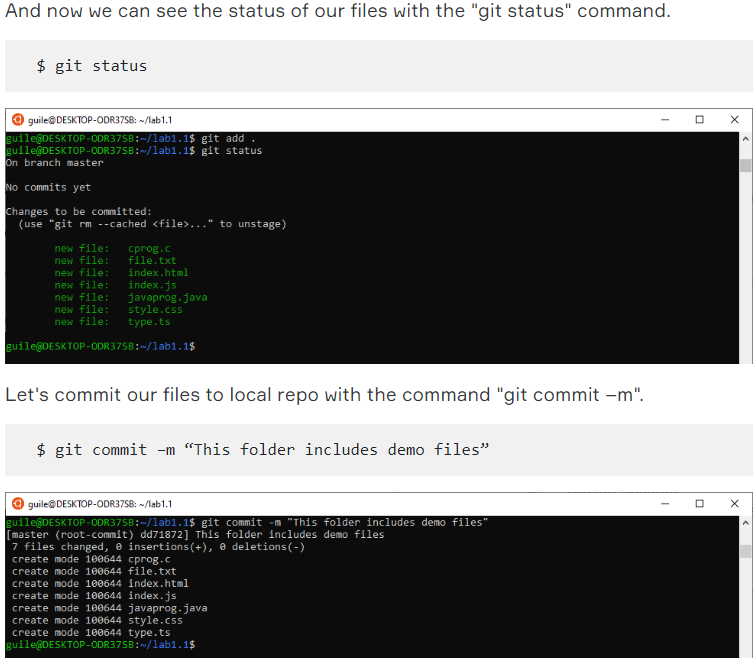 And now we can see the status of our files with the "git status" command.
$ git status
guile@DESKTOP-ODR37SB: ~/lab1.1
guile@DESKTOP-ODR37SB:~/lab1.1$ git add .
guile@DESKTOP-ODR37SB:~/lab1.1$ git status
On branch master
No commits yet
Changes to be committed:
(use "git rm --cached <file>..." to unstage)
new file: cprog.c
new file: file.txt
new file: index.html
new file: index.js
new file: javaprog.java
new file: style.css
new file: type.ts
guile@DESKTOP-ODR37SB:~/lab1.1$
Let's commit our files to local repo with the command "git commit –m".
$ git commit –m “This folder includes demo files”
guile@DESKTOP-ODR37SB: ~/lab1.1
guile@DESKTOP-ODR37SB:~/lab1.1$ git commit -m "This folder includes demo files"
[master (root-commit) dd71872] This folder includes demo files
7 files changed, 0 insertions(+), 0 deletions(-)
create mode 100644 cprog.c
create mode 100644 file.txt
create mode 100644 index.html
create mode 100644 index.js
create mode 100644 javaprog.java
create mode 100644 style.css
create mode 100644 type.ts
guile@DESKTOP-ODR37SB:~/lab1.1$